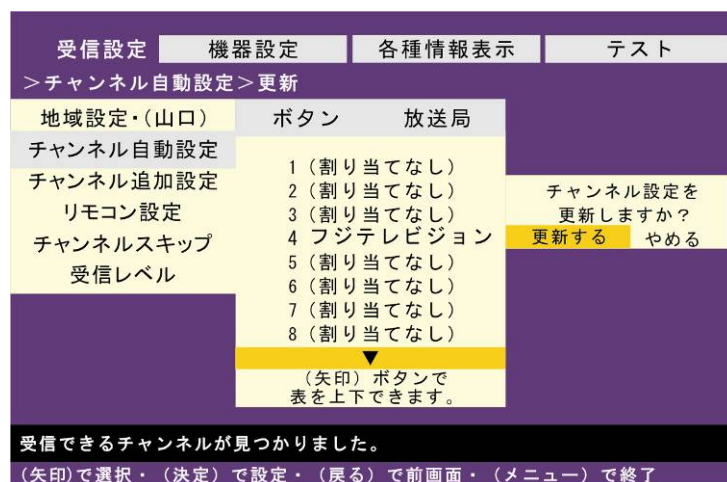 受信設定 機器設定 各種情報表示 テスト
＞チャンネル自動設定＞更新
地域設定・(山口)
チャンネル自動設定
チャンネル追加設定
リモコン設定
チャンネルスキップ
受信レベル
ボタン 放送局
1（割り当てなし）
2（割り当てなし）
3（割り当てなし）
4 フジテレビジョン
5（割り当てなし）
6（割り当てなし）
7（割り当てなし）
8（割り当てなし）
▼
（矢印）ボタンで
表を上下できます。
チャンネル設定を
更新しますか？
更新する やめる
受信できるチャンネルが見つかりました。
(矢印)で選択・（決定）で設定・（戻る）で前画面・（メニュー）で終了